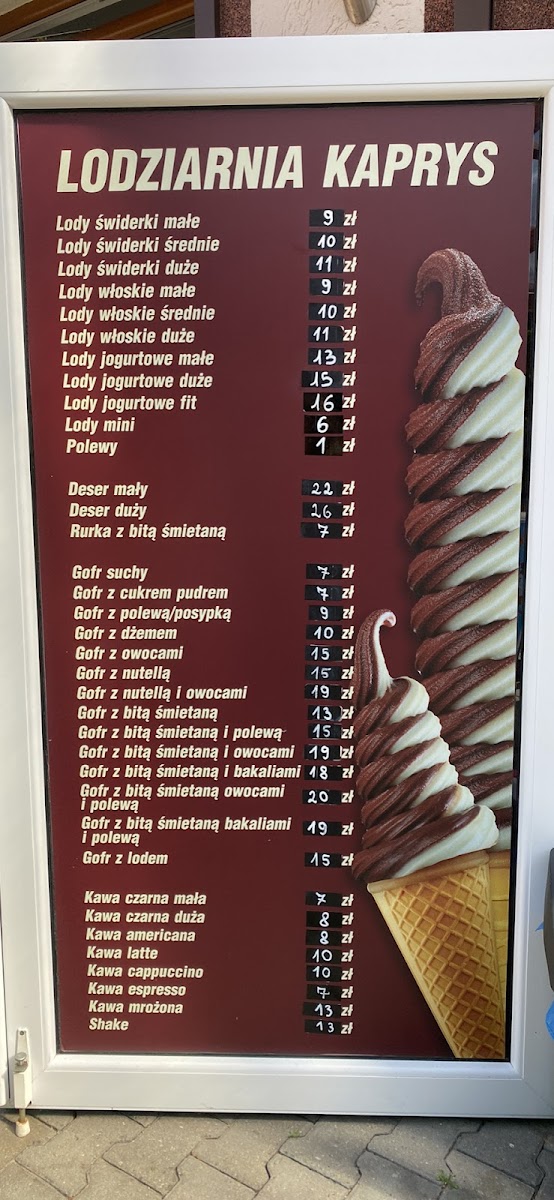 LODZIARNIA KAPRYS
Lody świderki małe 9 zł
Lody świderki średnie 10 zł
Lody świderki duże 11 zł
Lody włoskie małe 9 zł
Lody włoskie średnie 10 zł
Lody włoskie duże 11 zł
Lody jogurtowe małe 13 zł
Lody jogurtowe duże 15 zł
Lody jogurtowe fit 16 zł
Lody mini 6 zł
Polewy 1 zł
Deser mały 22 zł
Deser duży 26 zł
Rurka z bitą śmietaną 7 zł
Gofr suchy 7 zł
Gofr z cukrem pudrem 7 zł
Gofr z polewą/posypką 9 zł
Gofr z dżemem 10 zł
Gofr z owocami 15 zł
Gofr z nutellą 15 zł
Gofr z nutellą i owocami 19 zł
Gofr z bitą śmietaną 13 zł
Gofr z bitą śmietaną i polewą 15 zł
Gofr z bitą śmietaną i owocami 19 zł
Gofr z bitą śmietaną i bakaliami 18 zł
Gofr z bitą śmietaną owocami
i polewą 20 zł
Gofr z bitą śmietaną bakaliami
i polewą 19 zł
Gofr z lodem 15 zł
Kawa czarna mała 7 zł
Kawa czarna duża 8 zł
Kawa americana 8 zł
Kawa latte 10 zł
Kawa cappuccino 10 zł
Kawa espresso 7 zł
Kawa mrożona 13 zł
Shake 13 zł